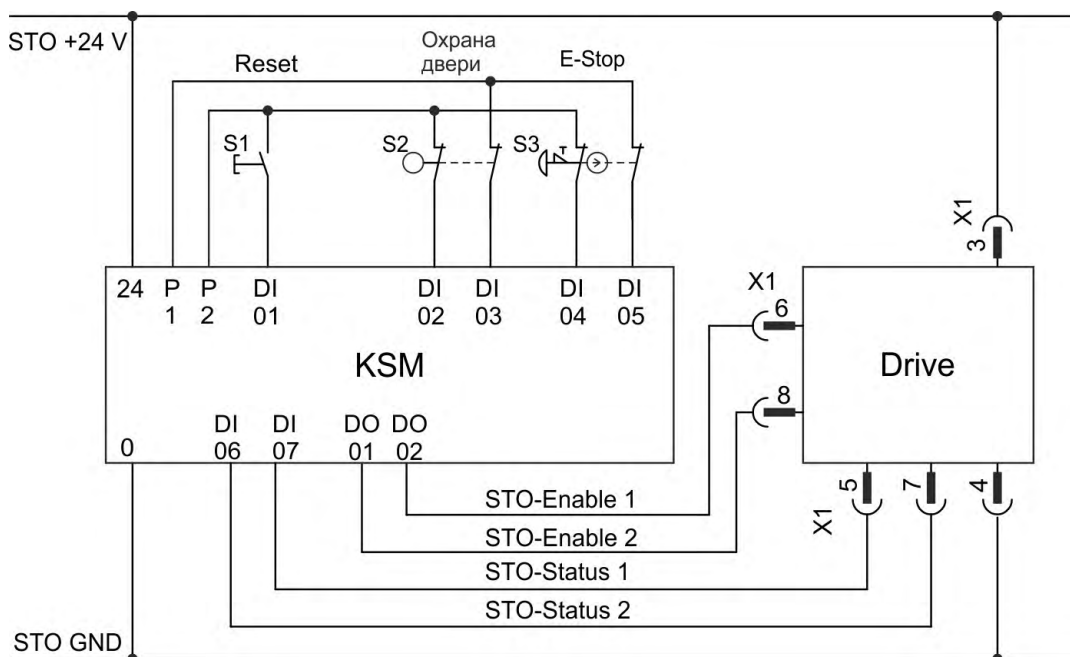 STO +24 V
Reset
Охрана
двери
E-Stop
S1
S2
S3
X1
3
24 P P DI DI DI DI DI
1 2 01 02 03 04 05
X1
6
KSM
Drive
8
0
DI DI DO DO
06 07 01 02
5 7 4
X1
STO-Enable 1
STO-Enable 2
STO-Status 1
STO-Status 2
STO GND